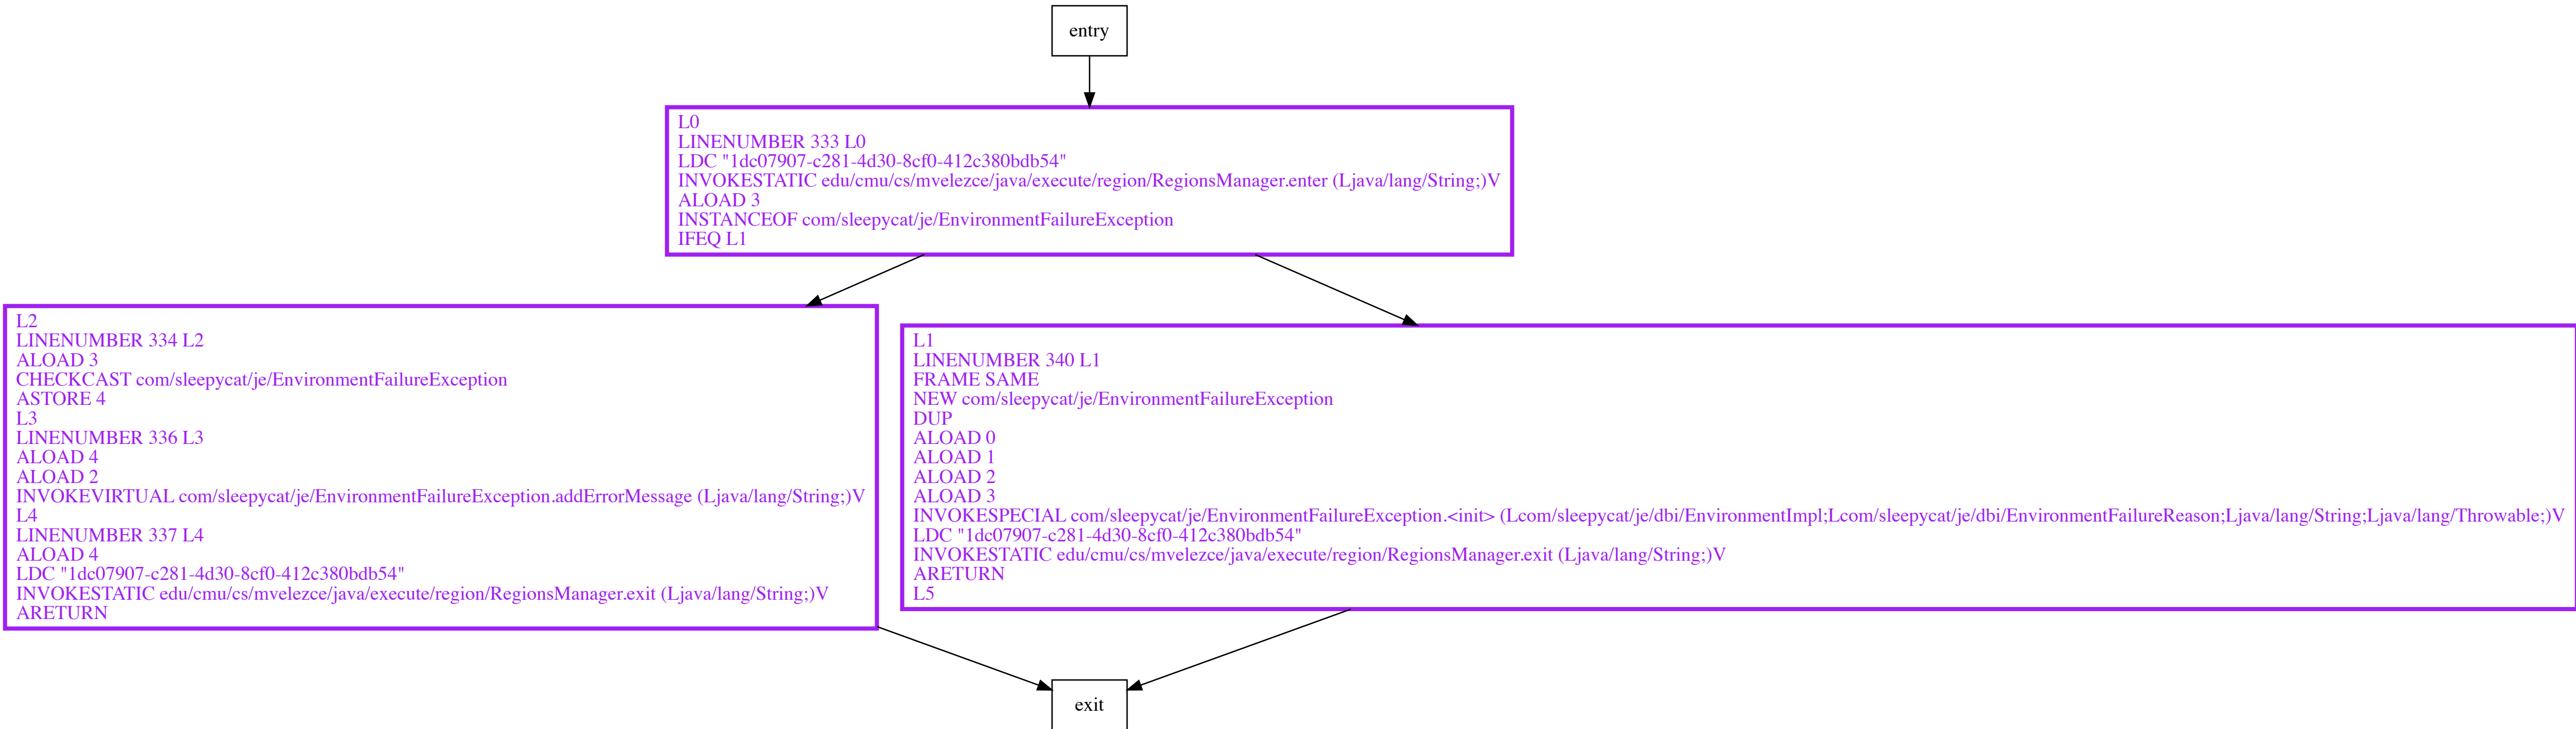 entry
L0
LINENUMBER 333 L0
LDC "1dc07907-c281-4d30-8cf0-412c380bdb54"
INVOKESTATIC edu/cmu/cs/mvelezce/java/execute/region/RegionsManager.enter (Ljava/lang/String;)V
ALOAD 3
INSTANCEOF com/sleepycat/je/EnvironmentFailureException
IFEQ L1
L2
LINENUMBER 334 L2
ALOAD 3
CHECKCAST com/sleepycat/je/EnvironmentFailureException
ASTORE 4
L3
LINENUMBER 336 L3
ALOAD 4
ALOAD 2
INVOKEVIRTUAL com/sleepycat/je/EnvironmentFailureException.addErrorMessage (Ljava/lang/String;)V
L4
LINENUMBER 337 L4
ALOAD 4
LDC "1dc07907-c281-4d30-8cf0-412c380bdb54"
INVOKESTATIC edu/cmu/cs/mvelezce/java/execute/region/RegionsManager.exit (Ljava/lang/String;)V
ARETURN
L1
LINENUMBER 340 L1
FRAME SAME
NEW com/sleepycat/je/EnvironmentFailureException
DUP
ALOAD 0
ALOAD 1
ALOAD 2
ALOAD 3
INVOKESPECIAL com/sleepycat/je/EnvironmentFailureException.<init> (Lcom/sleepycat/je/dbi/EnvironmentImpl;Lcom/sleepycat/je/dbi/EnvironmentFailureReason;Ljava/lang/String;Ljava/lang/Throwable;)V
LDC "1dc07907-c281-4d30-8cf0-412c380bdb54"
INVOKESTATIC edu/cmu/cs/mvelezce/java/execute/region/RegionsManager.exit (Ljava/lang/String;)V
ARETURN
L5
exit